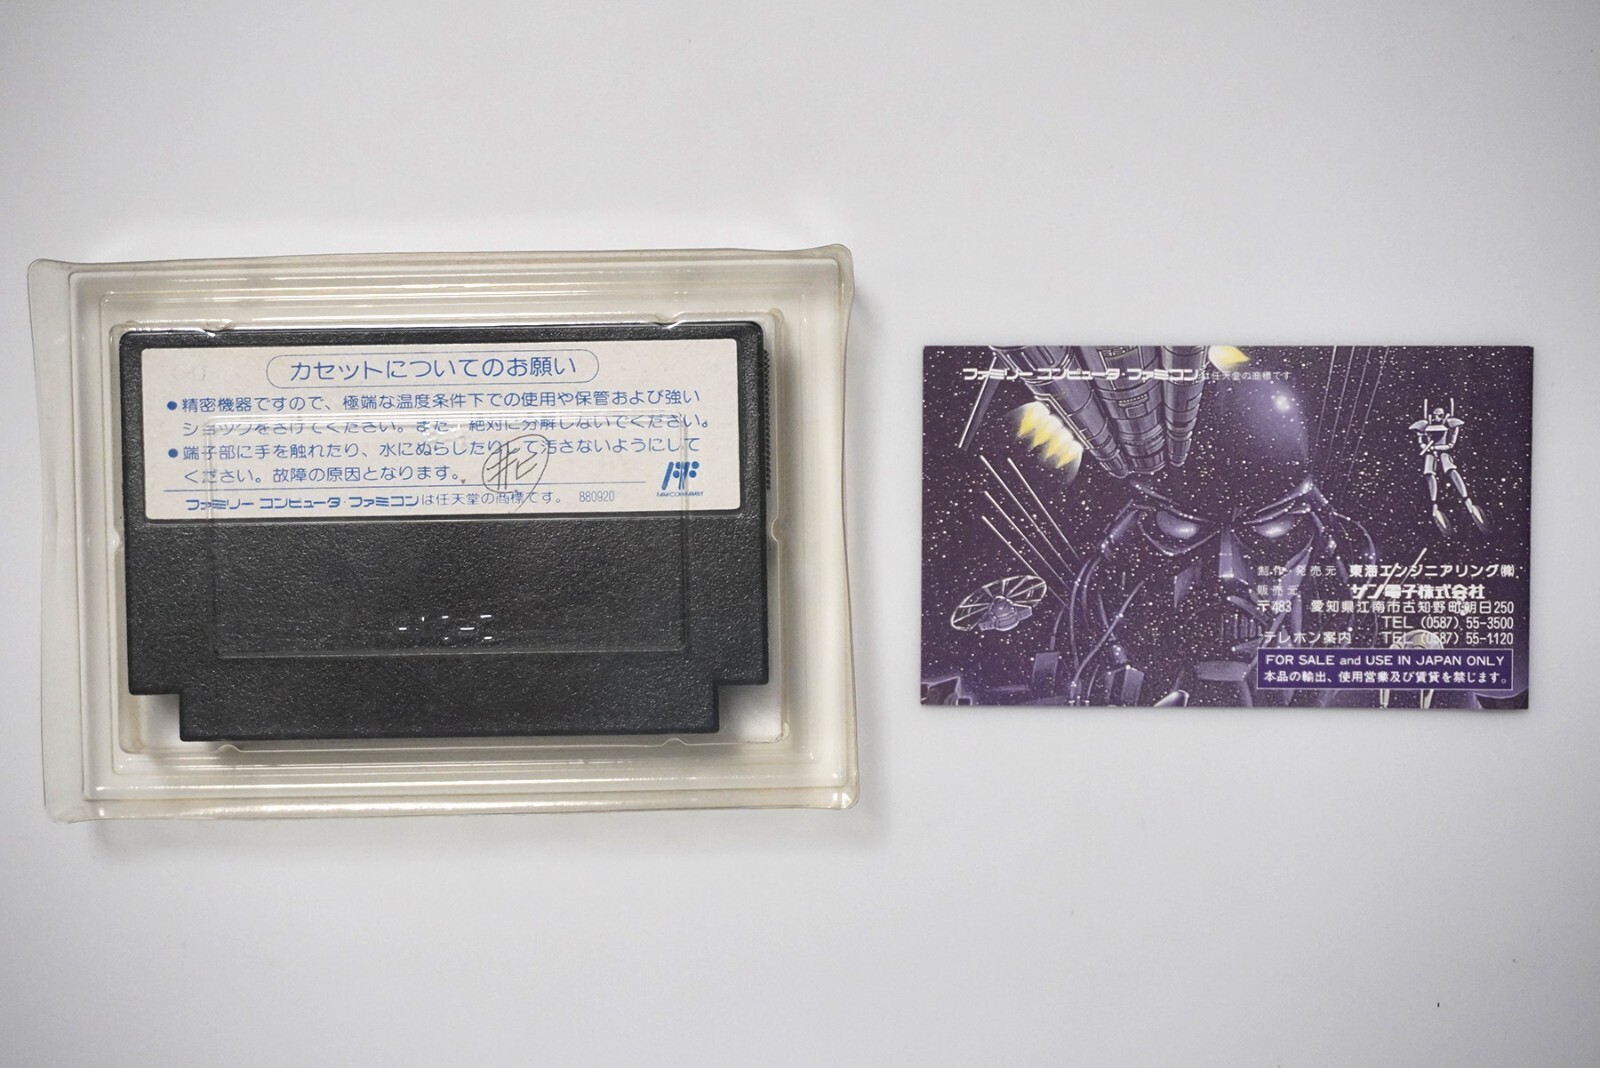 カセットについてのお願い
●精密機器ですので、極端な温度条件下での使用や保管および強い
ショックをさけてください。また、絶対に分解しないでください。
●端子部に手を触れたり、水にぬらしたりして汚さないようにして
ください。故障の原因となります。
FAMICOM FAMILY
ファミリーコンピュータ・ファミコンは任天堂の商標です。 880920
ファミリーコンピュータ・ファミコンは任天堂の商標です
制作・発売元 東海エンジニアリング㈱
販売元 サン電子株式会社
〒483 愛知県江南市古知野町朝日250
TEL (0587) 55-3500
テレホン案内 TEL (0587) 55-1120
FOR SALE and USE IN JAPAN ONLY
本品の輸出、使用営業及び賃貸を禁じます。